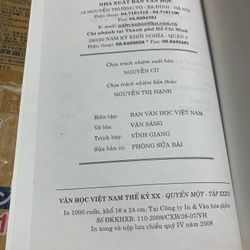 NHÀ XUẤT BẢN VĂN HỌC
18 NGUYỄN TRƯỜNG TỘ - BA ĐÌNH - HÀ NỘI
Chi nhánh tại Thành phố Hồ Chí Minh
290/20 NAM KỲ KHỞI NGHĨA - QUẬN 3
Chịu trách nhiệm xuất bản:
NGUYỄN CỪ
Chịu trách nhiệm bản thảo:
NGUYỄN THỊ HẠNH
Biên tập: BAN VĂN HỌC VIỆT NAM
Vẽ bìa: VĂN SÁNG
Trình bày: VĨNH GIANG
Sửa bản in: PHÒNG SỬA BÀI
VĂN HỌC VIỆT NAM THẾ KỶ XX - QUYỂN MỘT - TẬP
In 1000 cuốn, khổ 16 x 24 cm; Tại Công ty In & Văn hóa phẩm
Số ĐKKHXB: 110-2008/CXB/38-02/VH
In xong và nộp lưu chiểu quý IV năm 2008